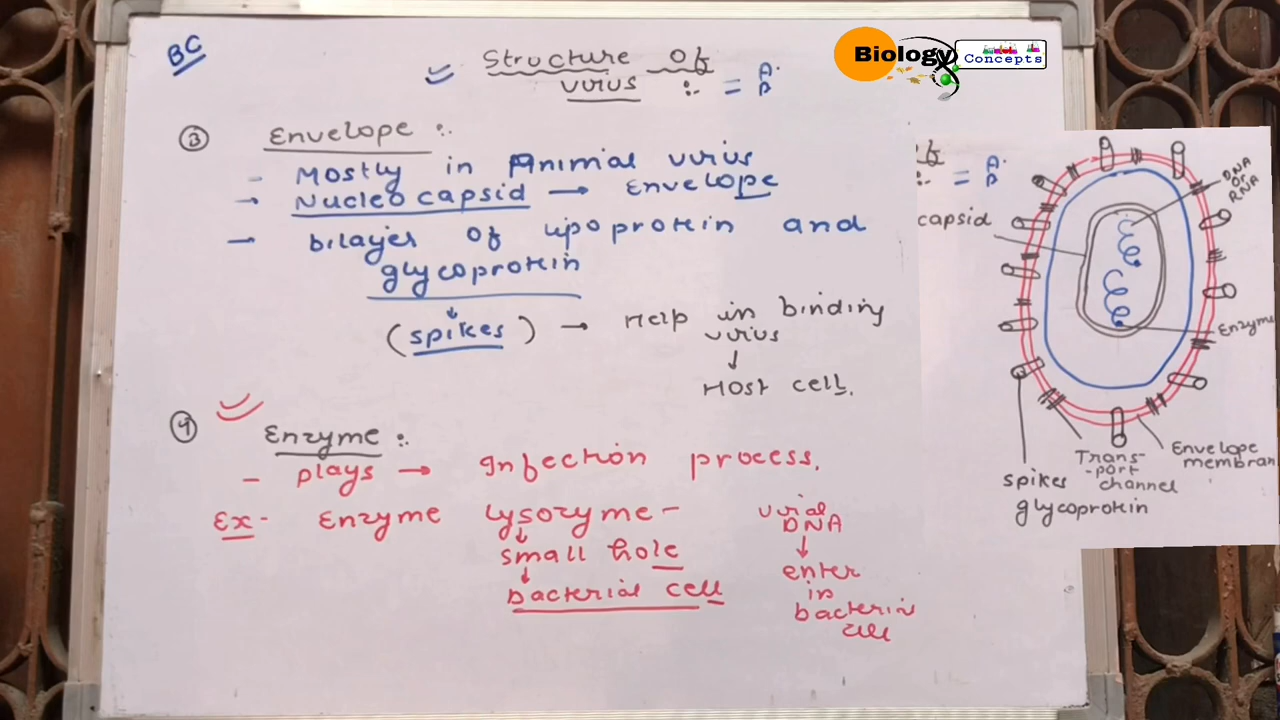 BC
Structure Of
virus :- = A.
B
Biology
Concepts
③ Envelope :-
- Mostly in Animal virus
→ Nucleocapsid → Envelope
→ bilayer of lipoprotein and
glycoprotein
↓
(spikes) → Help in binding
virus
↓
Host cell.
④ Enzyme :-
- plays → Infection process.
Ex- Enzyme lysozyme-
↓
small hole
↓
bacterial cell
viral
DNA
↓
enter
in
bacteria
cell
= A.
B
capsid
DNA
or
RNA
Enzyme
Envelope
membran
Trans-
-port
channel
spikes
glycoprotein